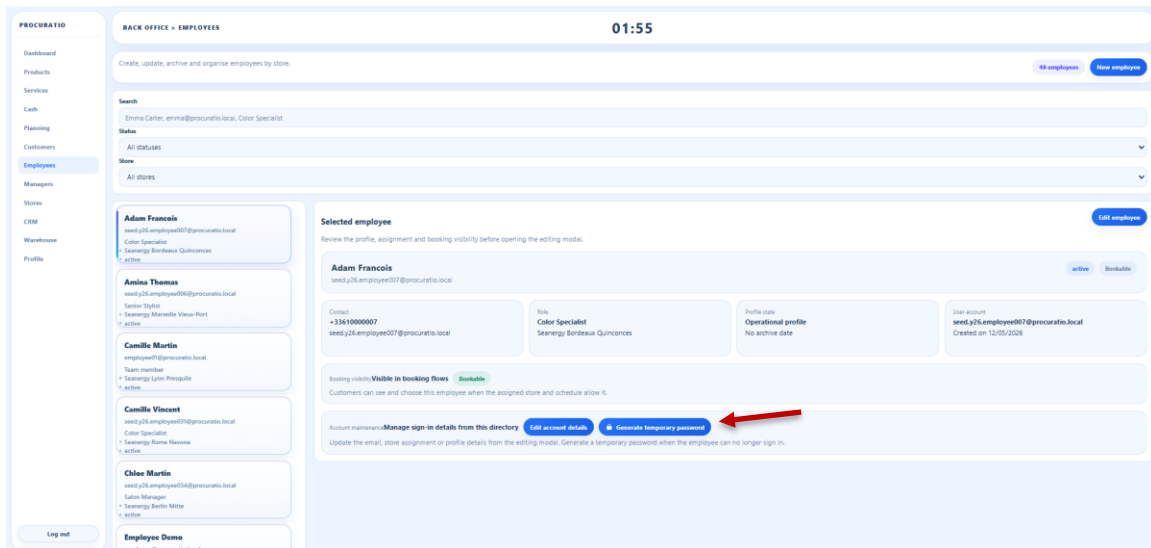 PROCURATIO
Dashboard
Products
Services
Cash
Planning
Customers
Employees
Managers
Stores
CRM
Warehouse
Profile
Log out
BACK OFFICE > EMPLOYEES
01:55
Create, update, archive and organise employees by store.
46 employees
New employee
Search
Emma Carter, emma@procuratio.local, Color Specialist
Status
All statuses
Store
All stores
Adam Francois
seed.y26.employee007@procuratio.local
Color Specialist
Seanergy Bordeaux Quinconces
active
Amina Thomas
seed.y26.employee006@procuratio.local
Senior Stylist
Seanergy Marseille Vieux-Port
active
Camille Martin
employee01@procuratio.local
Team member
Seanergy Lyon Presquile
active
Camille Vincent
seed.y26.employee031@procuratio.local
Color Specialist
Seanergy Rome Navona
active
Chloe Martin
seed.y26.employee034@procuratio.local
Salon Manager
Seanergy Berlin Mitte
active
Employee Demo
Selected employee
Edit employee
Review the profile, assignment and booking visibility before opening the editing modal.
Adam Francois
seed.y26.employee007@procuratio.local
active
Bookable
Contact
+33610000007
seed.y26.employee007@procuratio.local
Role
Color Specialist
Seanergy Bordeaux Quinconces
Profile state
Operational profile
No archive date
User account
seed.y26.employee007@procuratio.local
Created on 12/05/2026
Booking visibility Visible in booking flows Bookable
Customers can see and choose this employee when the assigned store and schedule allow it.
Account maintenance Manage sign-in details from this directory Edit account details Generate temporary password
Update the email, store assignment or profile details from the editing modal. Generate a temporary password when the employee can no longer sign in.